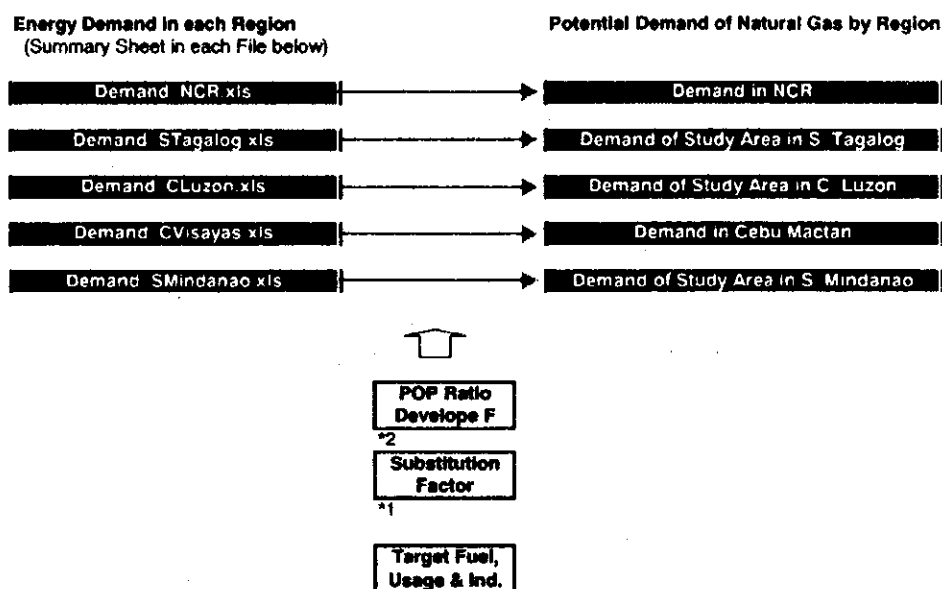 Energy Demand in each Region
(Summary Sheet in each File below)
Potential Demand of Natural Gas by Region
Demand NCR.xls
Demand in NCR
Demand STagalog xls
Demand of Study Area in S Tagalog
Demand CLuzon.xls
Demand of Study Area in C Luzon
Demand CVisayas xls
Demand in Cebu Mactan
Demand SMindanao xls
Demand of Study Area in S Mindanao
POP Ratio
Develope F
*2
Substitution
Factor
*1
Target Fuel,
Usage & Ind.